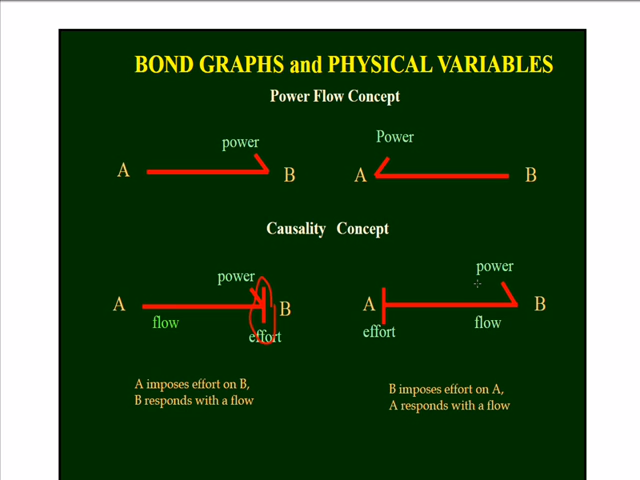 BOND GRAPHS and PHYSICAL VARIABLES
Power Flow Concept
power
A
B
Power
A
B
Causality Concept
power
A
B
flow
effort
power
A
B
effort
flow
A imposes effort on B,
B responds with a flow
B imposes effort on A,
A responds with a flow